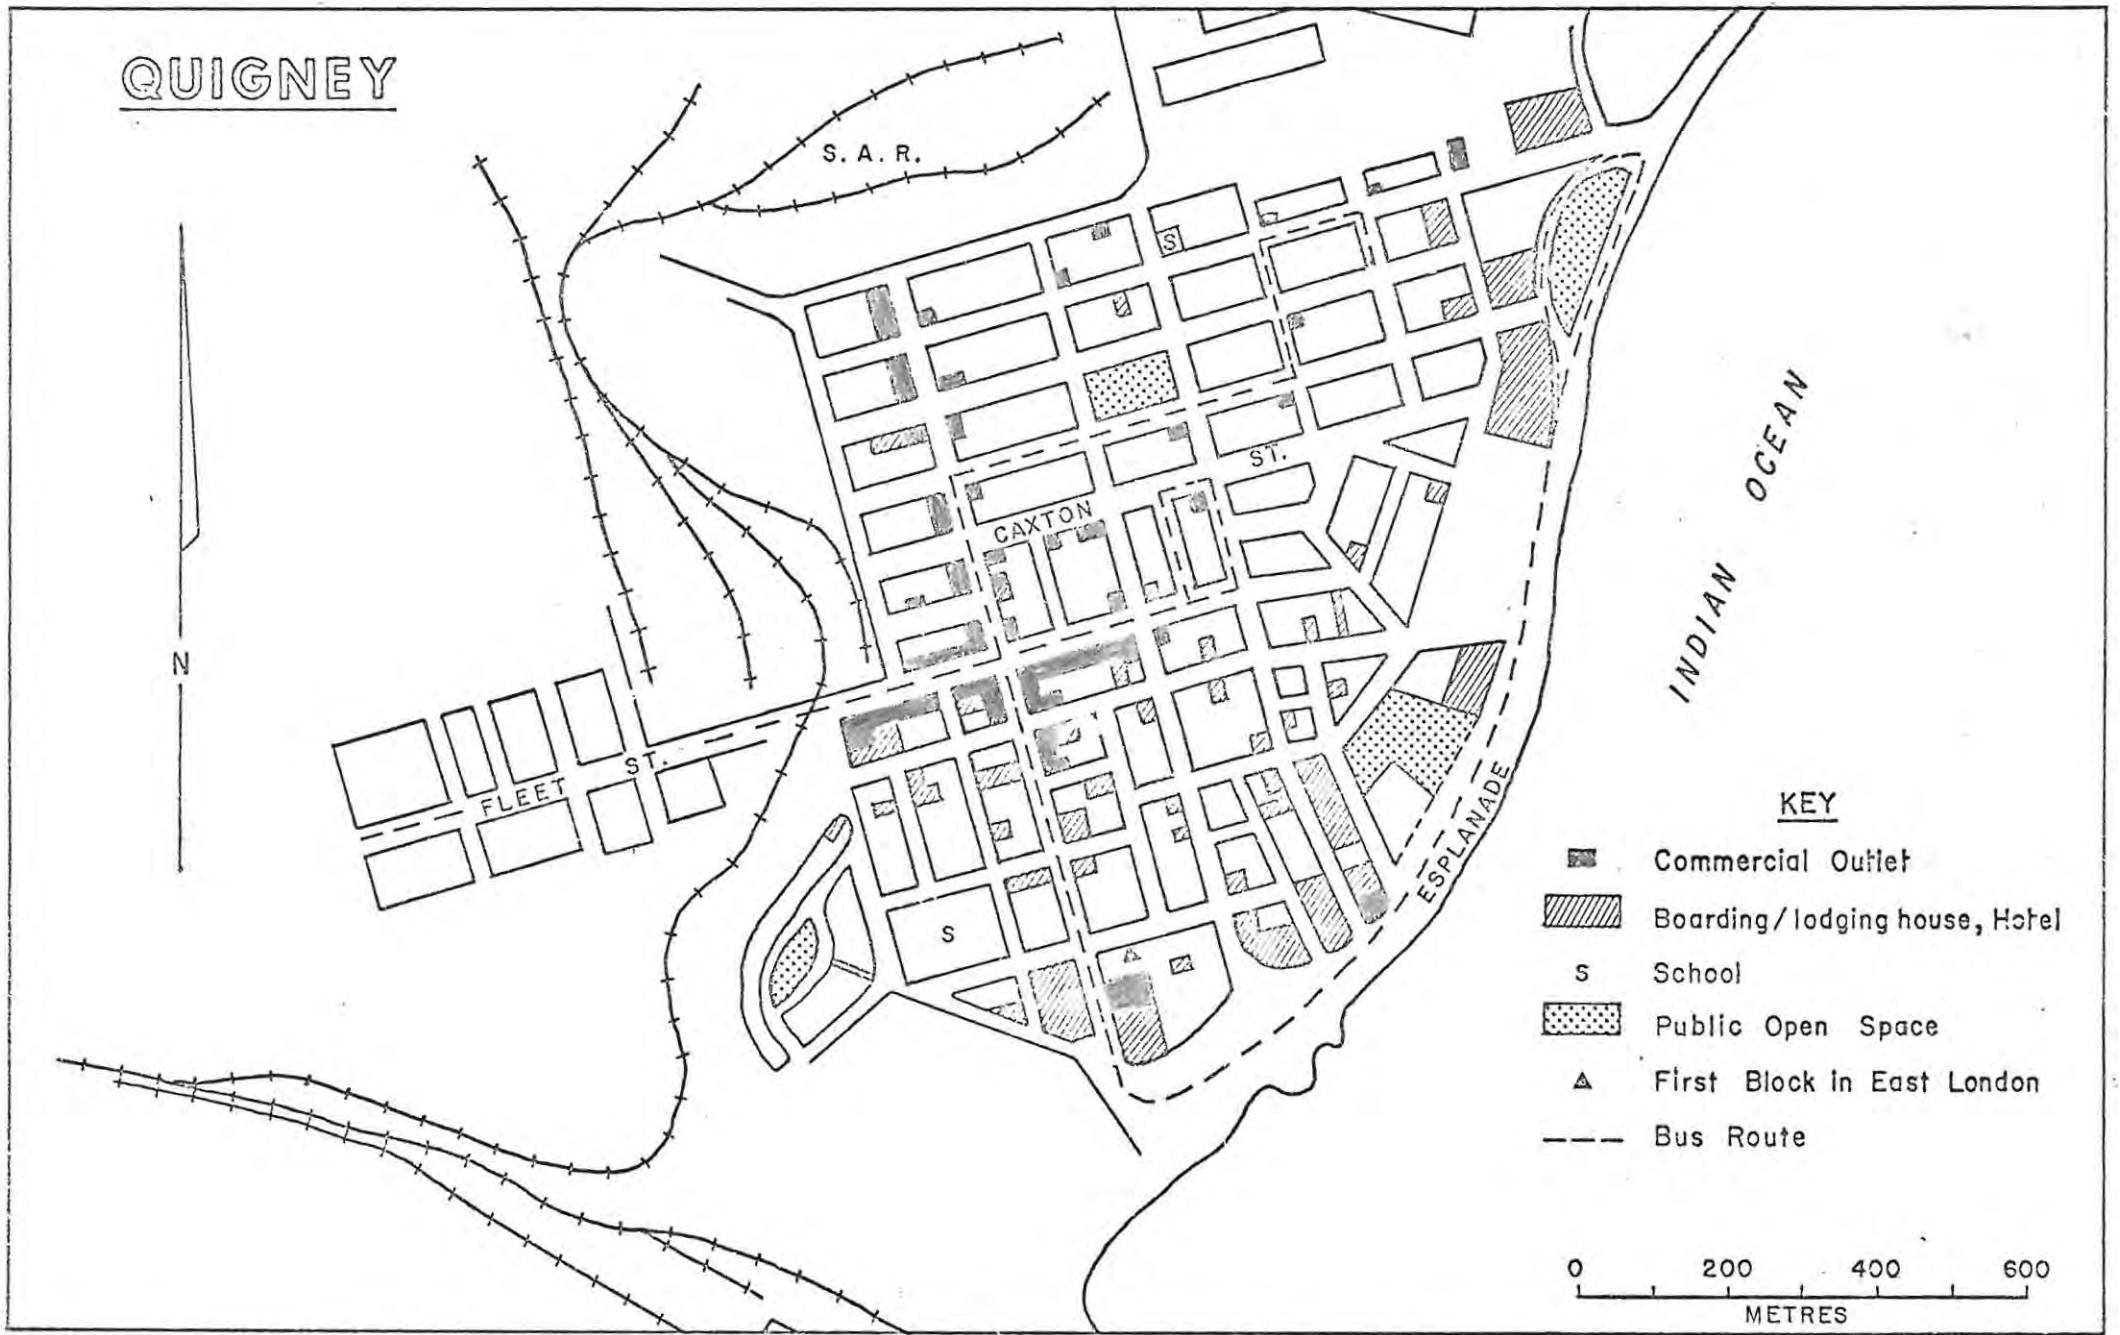 QUIGNEY
S. A. R.
S
CAXTON ST.
INDIAN OCEAN
N
FLEET ST.
S
ESPLANADE
KEY
Commercial Outlet
Boarding/lodging house, Hotel
S School
Public Open Space
First Block in East London
Bus Route
0 200 400 600
METRES